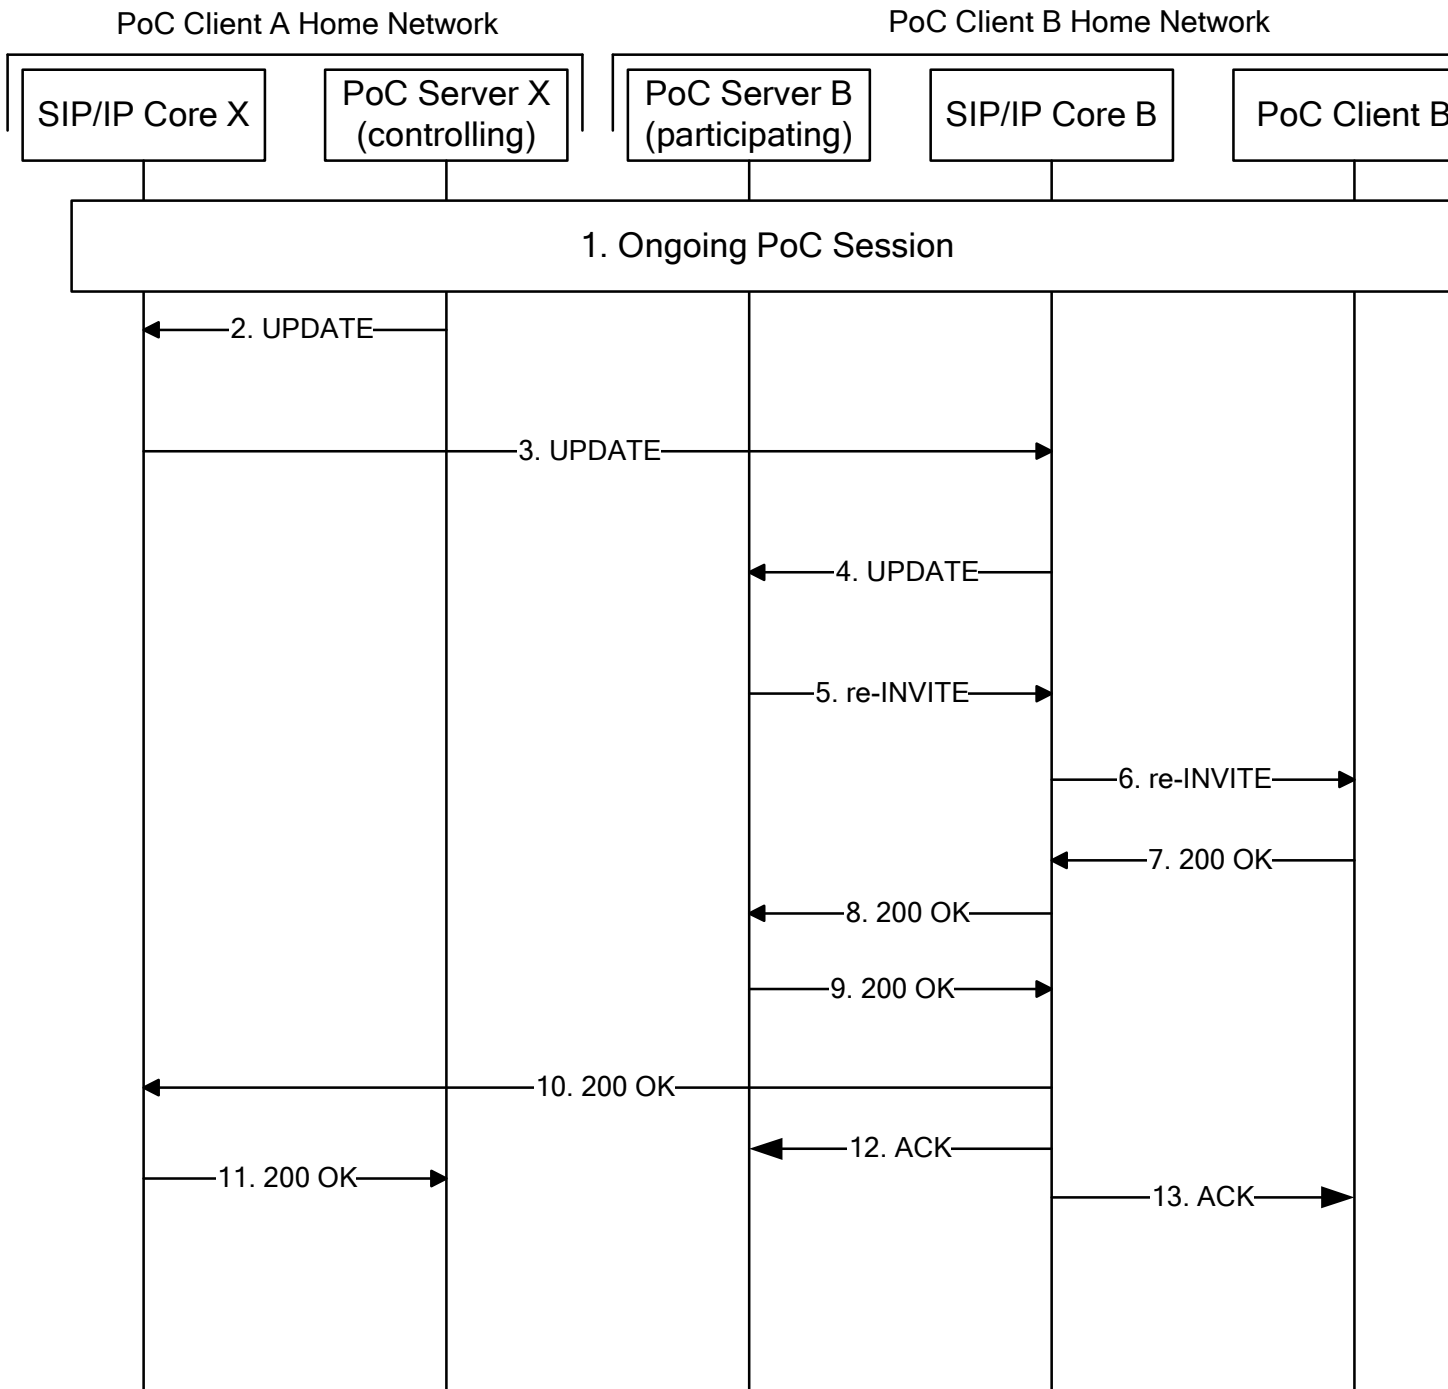 PoC Client A Home Network
PoC Client B Home Network
SIP/IP Core X
PoC Server X
(controlling)
PoC Server B
(participating)
SIP/IP Core B
PoC Client B
1. Ongoing PoC Session
2. UPDATE
3. UPDATE
4. UPDATE
5. re-INVITE
6. re-INVITE
7. 200 OK
8. 200 OK
9. 200 OK
10. 200 OK
12. ACK
11. 200 OK
13. ACK